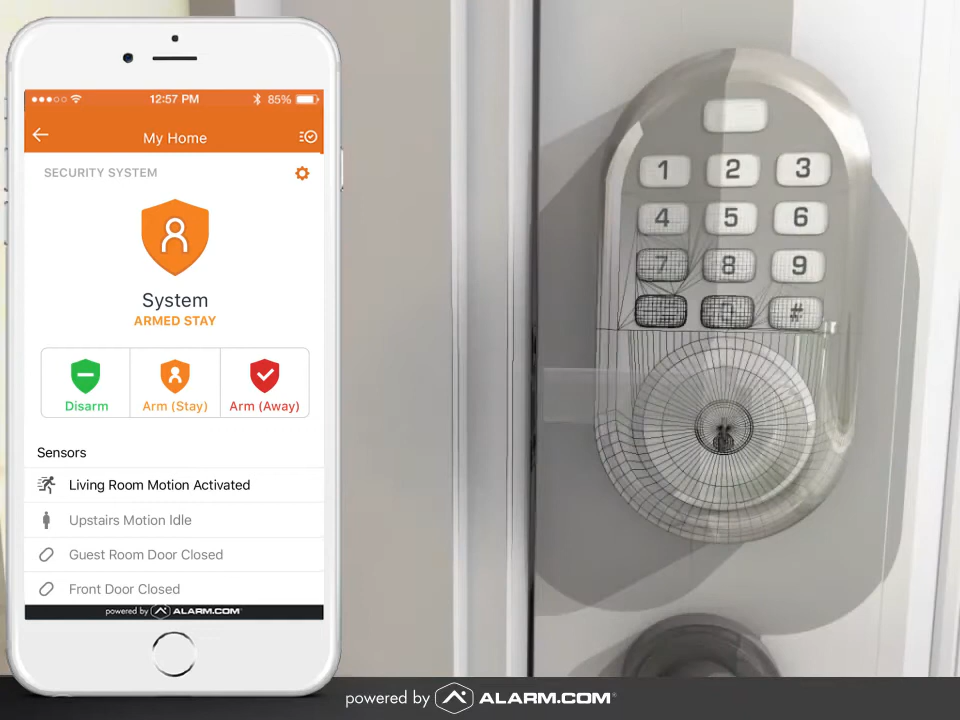 12:57 PM
85%
My Home
SECURITY SYSTEM
System
ARMED STAY
Disarm
Arm (Stay)
Arm (Away)
Sensors
Living Room Motion Activated
Upstairs Motion Idle
Guest Room Door Closed
Front Door Closed
powered by ALARM.COM
1 2 3
4 5 6
7 8 9
#
powered by ALARM.COM